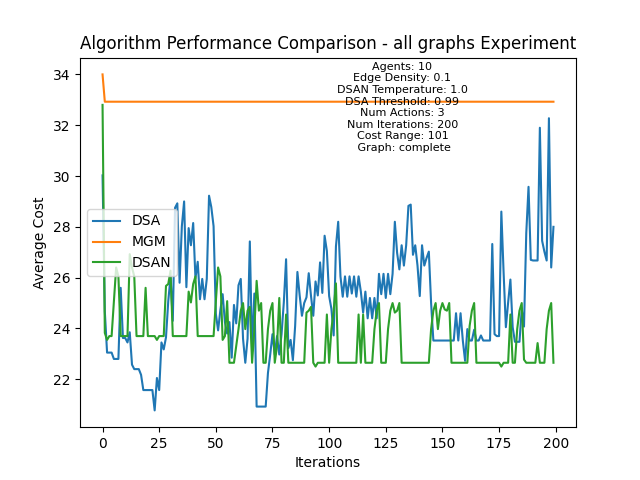 Algorithm Performance Comparison - all graphs Experiment
Agents: 10
Edge Density: 0.1
DSAN Temperature: 1.0
DSA Threshold: 0.99
Num Actions: 3
Num Iterations: 200
Cost Range: 101
Graph: complete
34
32
30
28
26
24
22
Average Cost
DSA
MGM
DSAN
0
25
50
75
100
125
150
175
200
Iterations